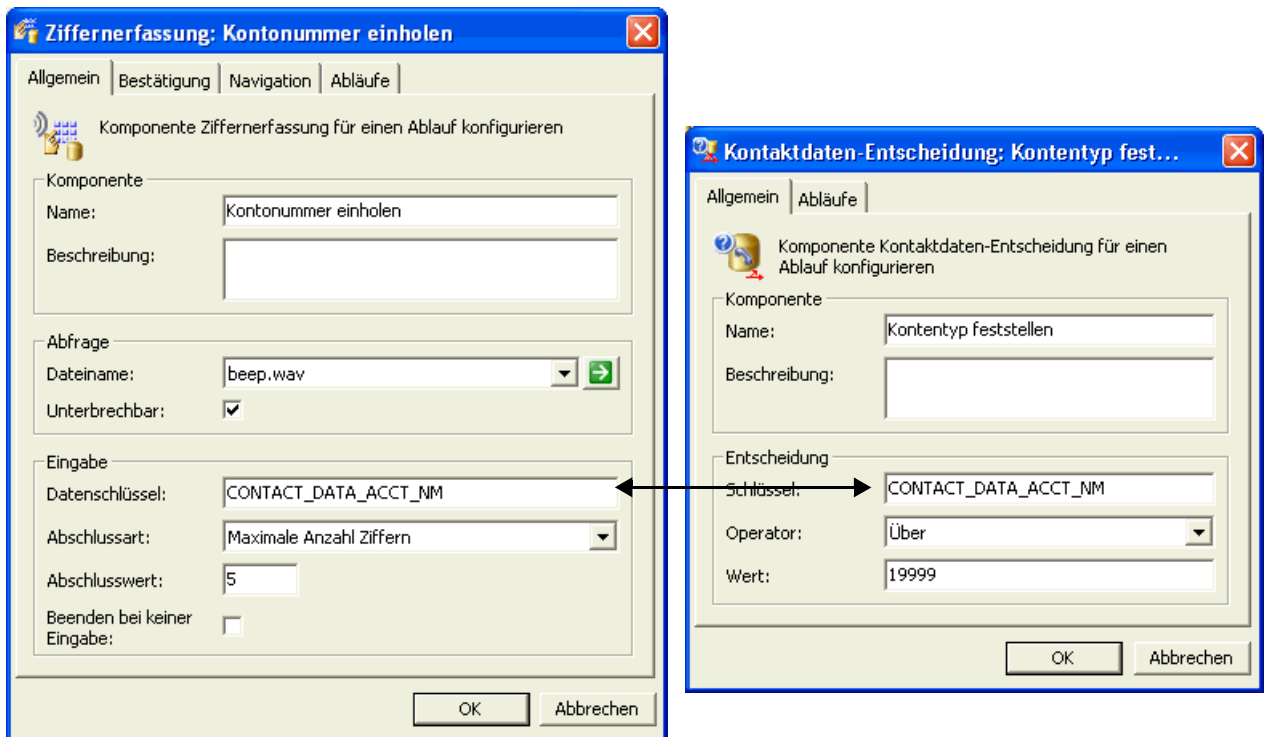 Ziffernerfassung: Kontonummer einholen
Allgemein Bestätigung Navigation Abläufe
Komponente Ziffernerfassung für einen Ablauf konfigurieren
Komponente
Name: Kontonummer einholen
Beschreibung:
Abfrage
Dateiname: beep.wav
Unterbrechbar:
Eingabe
Datenschlüssel: CONTACT_DATA_ACCT_NM
Abschlussart: Maximale Anzahl Ziffern
Abschlusswert: 5
Beenden bei keiner
Eingabe:
OK Abbrechen
Kontaktdaten-Entscheidung: Kontentyp fest...
Allgemein Abläufe
Komponente Kontaktdaten-Entscheidung für einen
Ablauf konfigurieren
Komponente
Name: Kontentyp feststellen
Beschreibung:
Entscheidung
Schlüssel: CONTACT_DATA_ACCT_NM
Operator: Über
Wert: 19999
OK Abbrechen